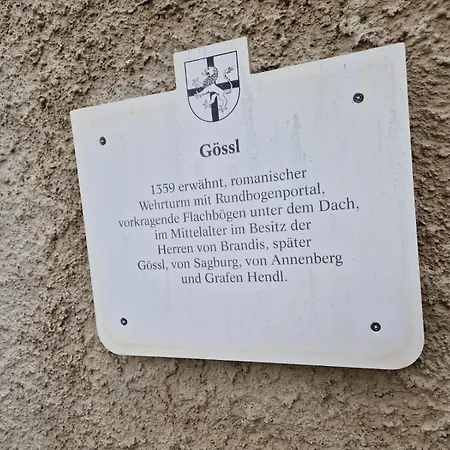 Gössl
1359 erwähnt, romanischer
Wehrturm mit Rundbogenportal,
vorkragende Flachbögen unter dem Dach,
im Mittelalter im Besitz der
Herren von Brandis, später
Gössl, von Sagburg, von Annenberg
und Grafen Hendl.